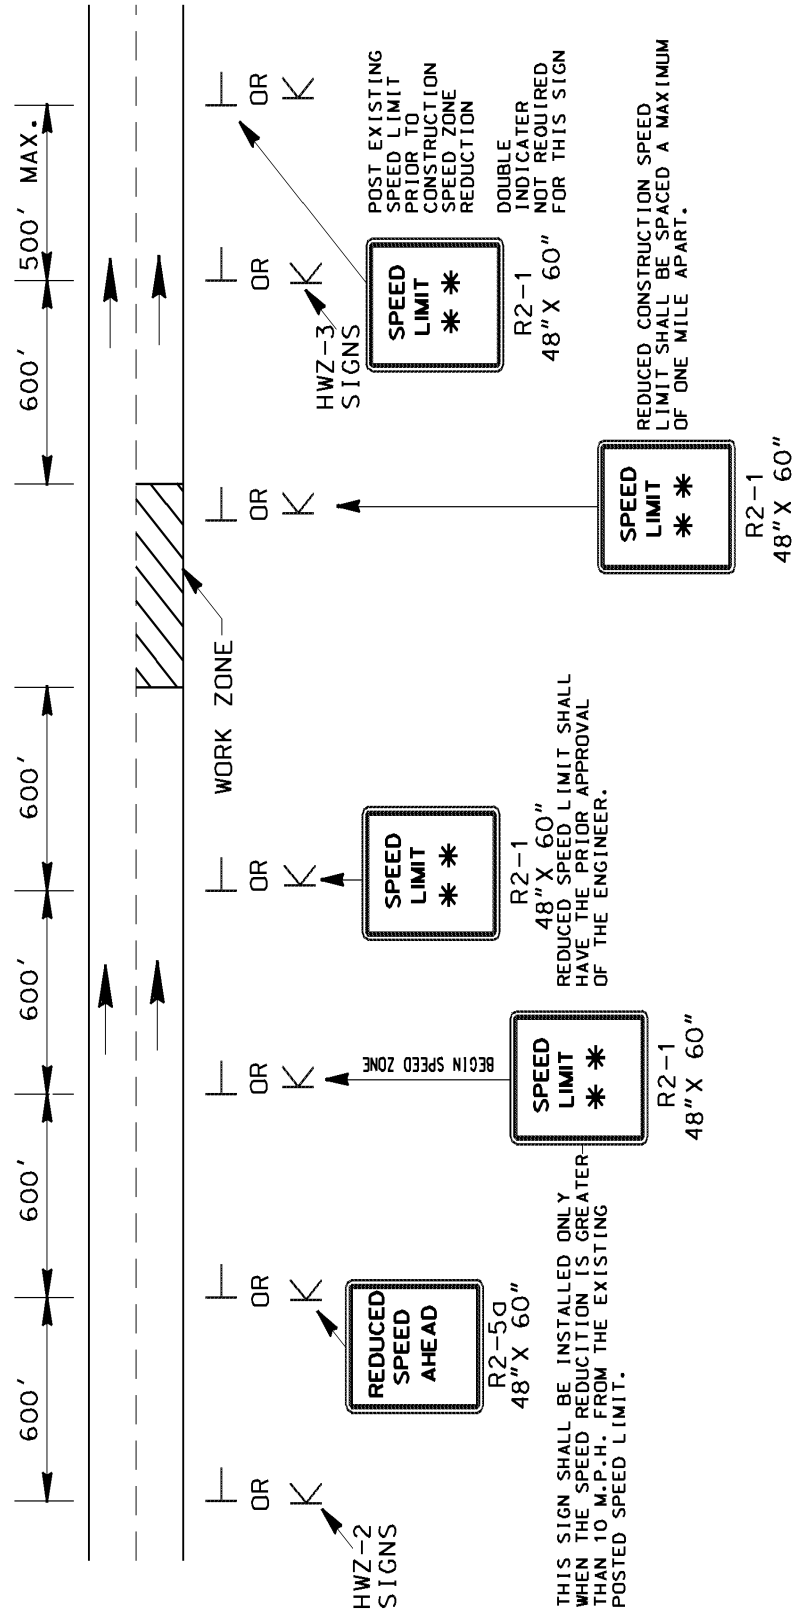 600'
600'
600'
600'
600'
500' MAX.
OR
OR
OR
OR
OR
OR
OR
HWZ-2
SIGNS
REDUCED
SPEED
AHEAD
R2-5a
48"X 60"
THIS SIGN SHALL BE INSTALLED ONLY
WHEN THE SPEED REDUCITION IS GREATER
THAN 10 M.P.H. FROM THE EXISTING
POSTED SPEED LIMIT.
BEGIN SPEED ZONE
SPEED
LIMIT
* *
R2-1
48"X 60"
SPEED
LIMIT
* *
R2-1
48"X 60"
REDUCED SPEED LIMIT SHALL
HAVE THE PRIOR APPROVAL
OF THE ENGINEER.
WORK ZONE
SPEED
LIMIT
* *
R2-1
48"X 60"
REDUCED CONSTRUCTION SPEED
LIMIT SHALL BE SPACED A MAXIMUM
OF ONE MILE APART.
HWZ-3
SIGNS
SPEED
LIMIT
* *
R2-1
48"X 60"
POST EXISTING
SPEED LIMIT
PRIOR TO
CONSTRUCTION
SPEED ZONE
REDUCTION
DOUBLE
INDICATER
NOT REQUIRED
FOR THIS SIGN